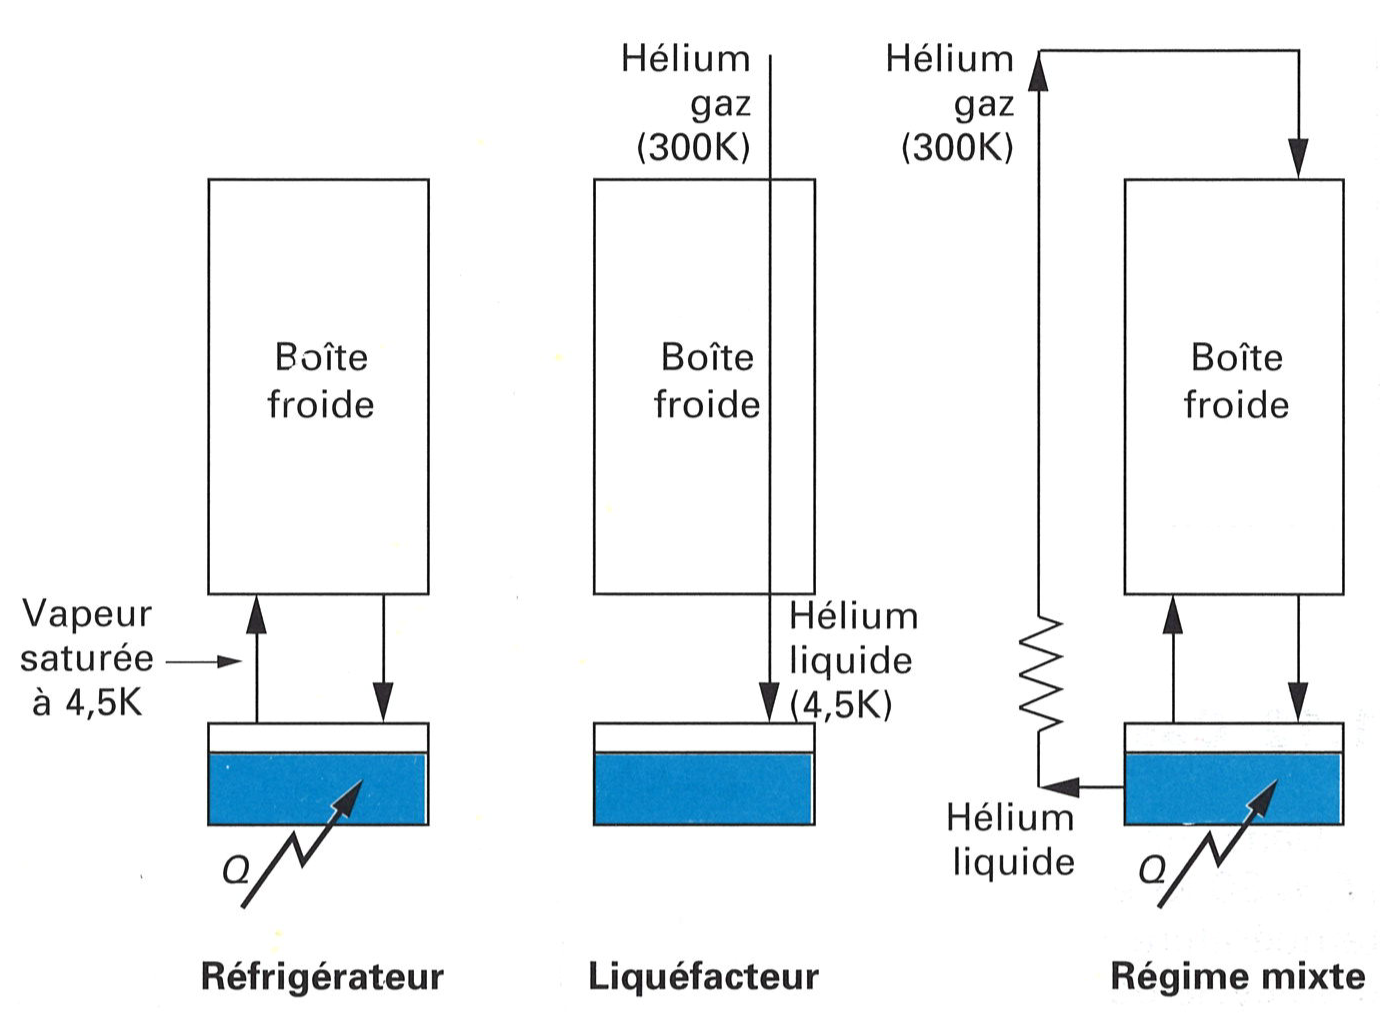 Hélium
gaz
(300K)
Hélium
gaz
(300K)
Boîte
froide
Boîte
froide
Boîte
froide
Vapeur
saturée
à 4,5K
Hélium
liquide
(4,5K)
Hélium
liquide
Q
Q
Réfrigérateur
Liquéfacteur
Régime mixte